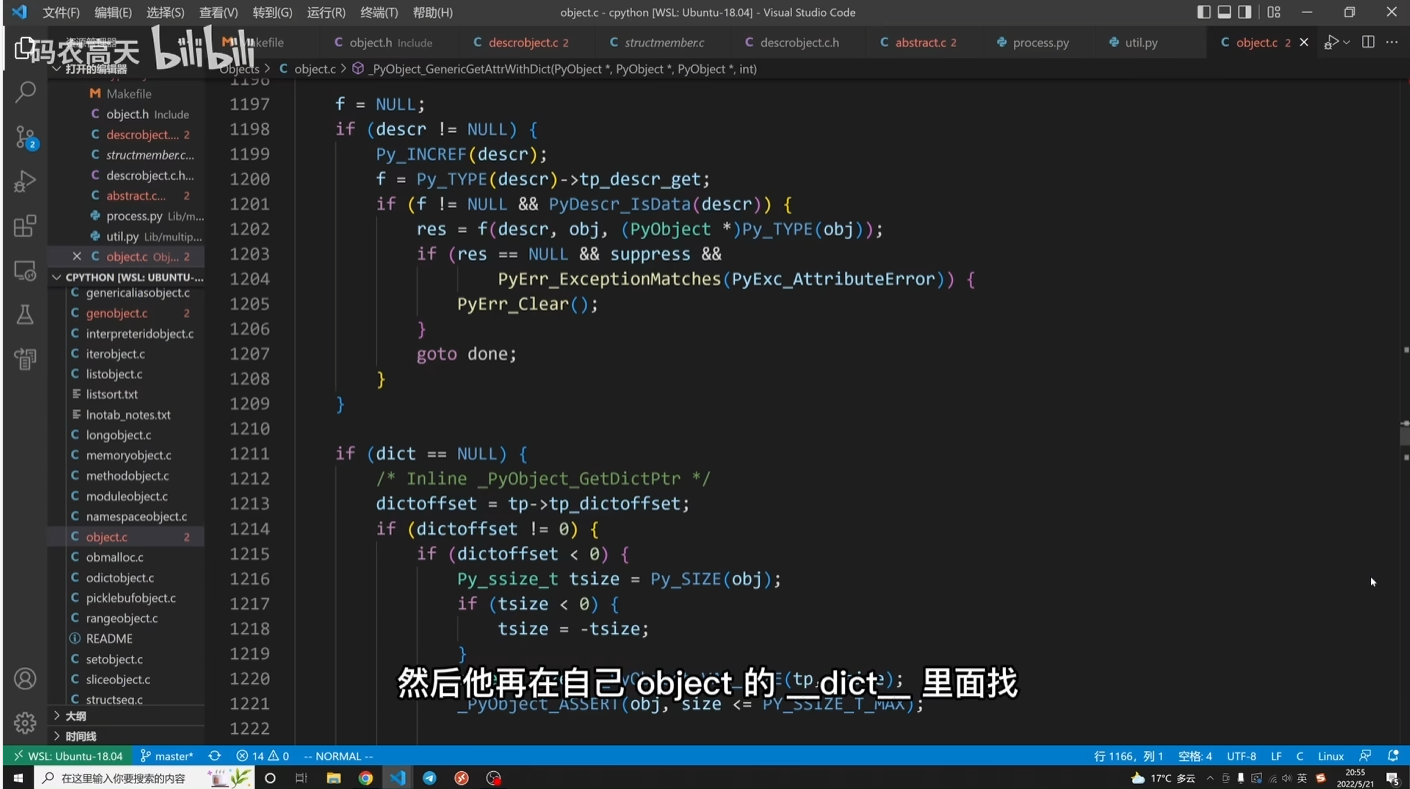 文件(F) 编辑(E) 选择(S) 查看(V) 转到(G) 运行(R) 终端(T) 帮助(H) object.c - cpython [WSL: Ubuntu-18.04] - Visual Studio Code
码农高天 bilibili
object.h Include descrobject.c 2 structmember.c descrobject.c.h abstract.c 2 process.py util.py object.c 2
打开的编辑器
Objects > object.c > _PyObject_GenericGetAttrWithDict(PyObject *, PyObject *, PyObject *, int)
Makefile
object.h Include
descrobject.... 2
structmember.c...
descrobject.c.h...
abstract.c... 2
process.py Lib/m...
util.py Lib/multip...
object.c Obj... 2
CPYTHON [WSL: UBUNTU-...
genericaliasobject.c
genobject.c 2
interpreteridobject.c
iterobject.c
listobject.c
listsort.txt
lnotab_notes.txt
longobject.c
memoryobject.c
methodobject.c
moduleobject.c
namespaceobject.c
object.c 2
obmalloc.c
odictobject.c
picklebufobject.c
rangeobject.c
README
setobject.c
sliceobject.c
structseq.c
大纲
时间线
1196
1197 f = NULL;
1198 if (descr != NULL) {
1199 Py_INCREF(descr);
1200 f = Py_TYPE(descr)->tp_descr_get;
1201 if (f != NULL && PyDescr_IsData(descr)) {
1202 res = f(descr, obj, (PyObject *)Py_TYPE(obj));
1203 if (res == NULL && suppress &&
1204 PyErr_ExceptionMatches(PyExc_AttributeError)) {
1205 PyErr_Clear();
1206 }
1207 goto done;
1208 }
1209 }
1210
1211 if (dict == NULL) {
1212 /* Inline _PyObject_GetDictPtr */
1213 dictoffset = tp->tp_dictoffset;
1214 if (dictoffset != 0) {
1215 if (dictoffset < 0) {
1216 Py_ssize_t tsize = Py_SIZE(obj);
1217 if (tsize < 0) {
1218 tsize = -tsize;
1219 }
1220
1221 _PyObject_ASSERT(obj, size <= PY_SSIZE_T_MAX);
1222
然后他再在自己 object 的 __dict__ 里面找
WSL: Ubuntu-18.04 master* 14 0 -- NORMAL -- 行 1166，列 1 空格: 4 UTF-8 LF C Linux
在这里输入你要搜索的内容 17°C 多云 英 20:55
2022/5/21 5